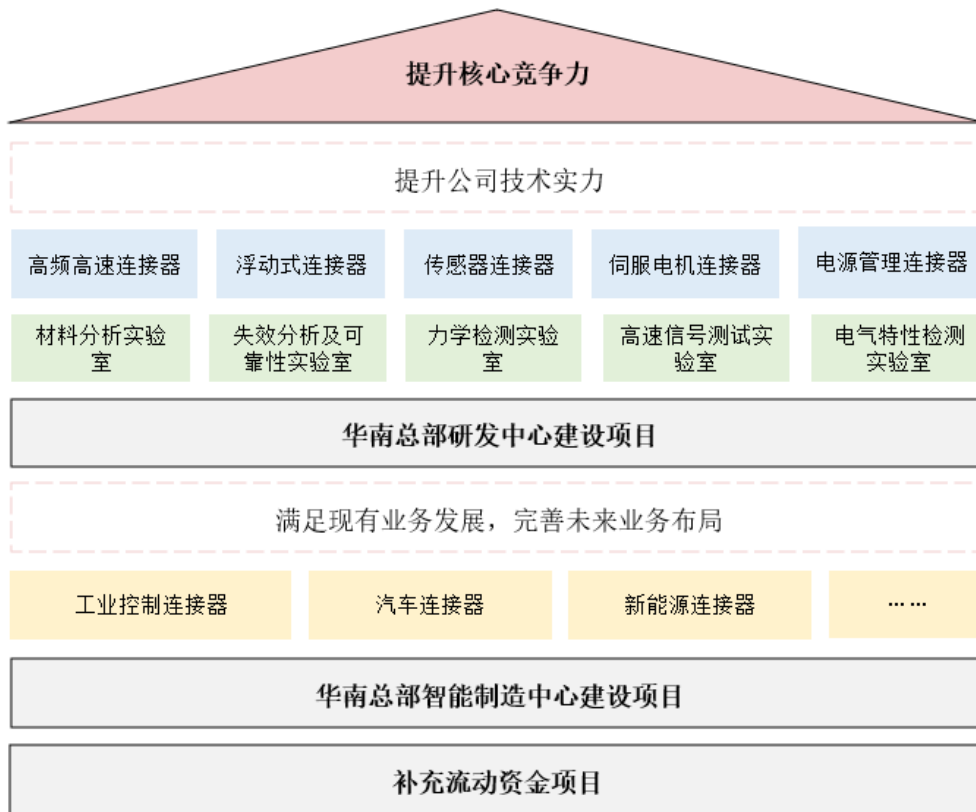 提升核心竞争力
提升公司技术实力
高频高速连接器
浮动式连接器
传感器连接器
伺服电机连接器
电源管理连接器
材料分析实验
室
失效分析及可
靠性实验室
力学检测实验
室
高速信号测试实
验室
电气特性检测
实验室
华南总部研发中心建设项目
满足现有业务发展，完善未来业务布局
工业控制连接器
汽车连接器
新能源连接器
... ...
华南总部智能制造中心建设项目
补充流动资金项目